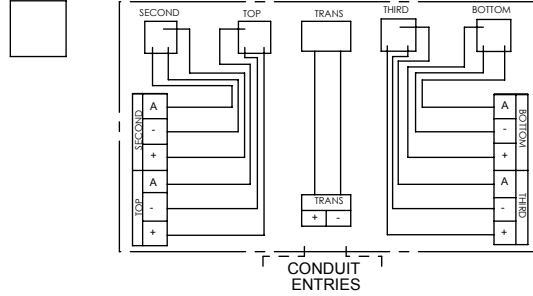 SECOND TOP TRANS THIRD BOTTOM
SECOND
A
-
+
TOP
A
-
+
TRANS
+ -
BOTTOM
A
-
+
THIRD
A
-
+
CONDUIT
ENTRIES